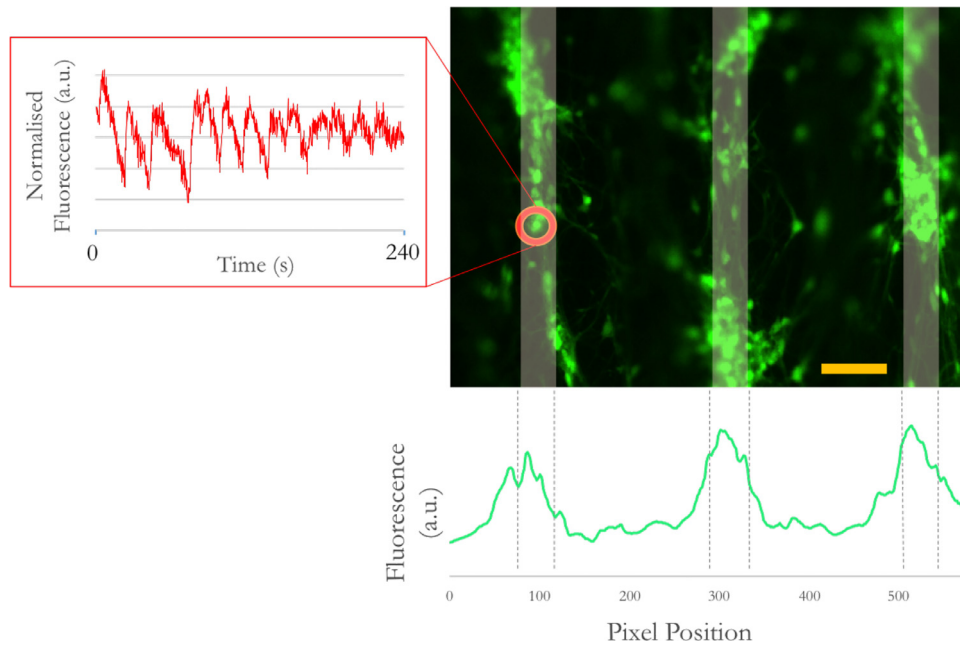 Normalised
Fluorescence (a.u.)
0
240
Time (s)
Fluorescence
(a.u.)
0
100
200
300
400
500
Pixel Position